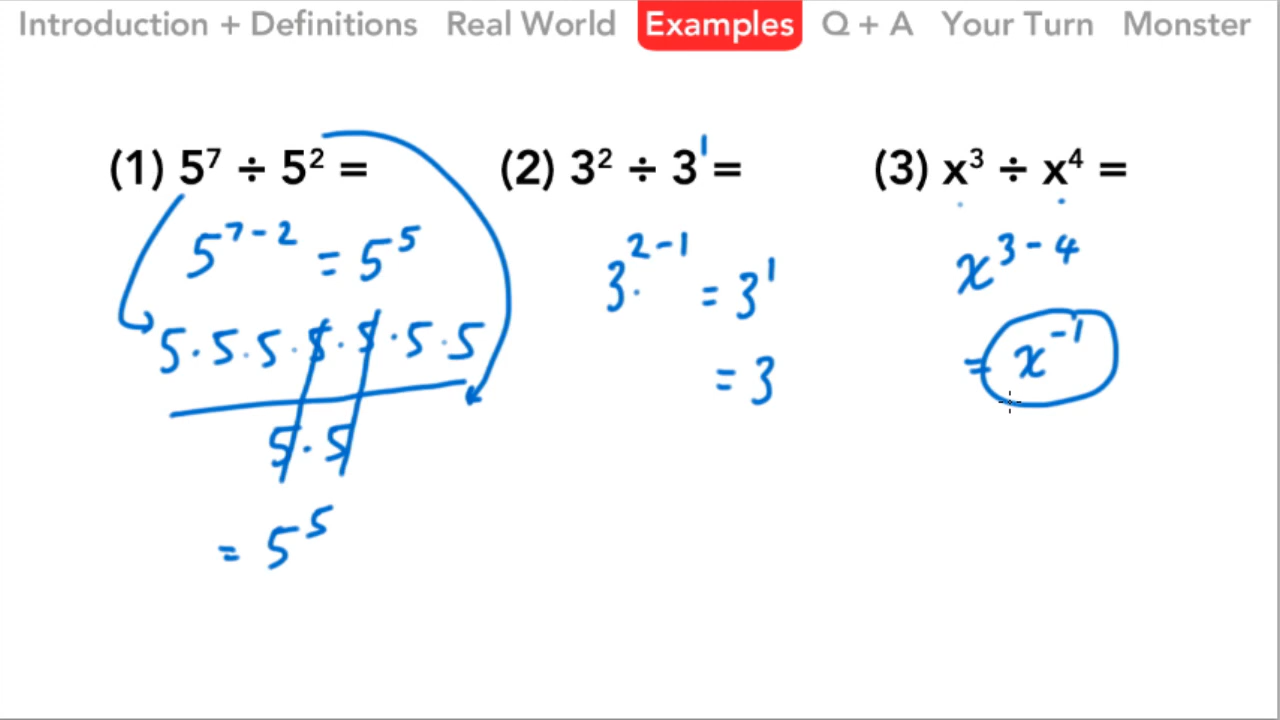 Introduction + Definitions Real World Examples Q + A Your Turn Monster
(1) 5⁷ ÷ 5² =
5⁷⁻² = 5⁵
5·5·5·5·5·5·5
5·5
= 5⁵
(2) 3² ÷ 3¹ =
3²⁻¹ = 3¹
= 3
(3) x³ ÷ x⁴ =
x³⁻⁴
= x⁻¹